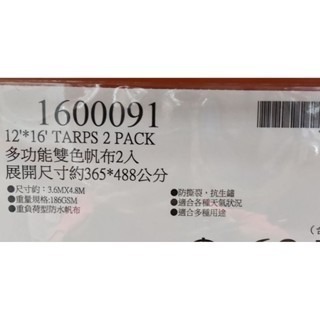 1600091
12'*16' TARPS 2 PACK
多功能雙色帆布2入
展開尺寸約365*488公分
●尺寸約：3.6MX4.8M
●重量規格:186GSM
●重負荷型防水帆布
●防撕裂，抗生鏽
●適合各種天氣狀況
●適合多種用途